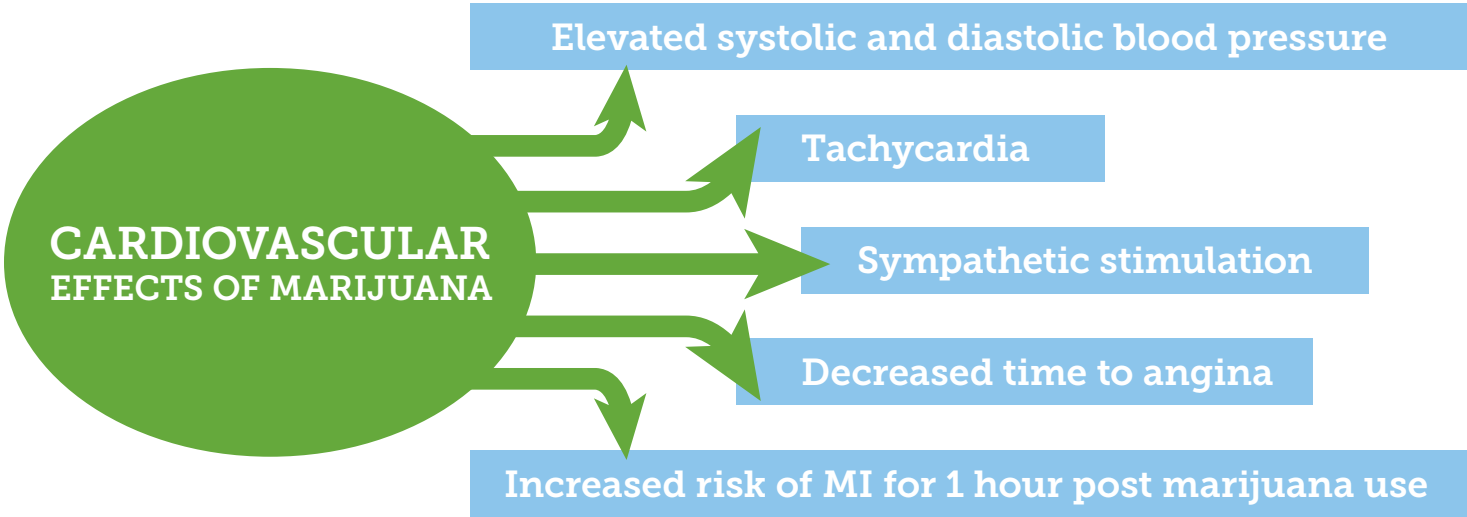 Elevated systolic and diastolic blood pressure
Tachycardia
CARDIOVASCULAR
EFFECTS OF MARIJUANA
Sympathetic stimulation
Decreased time to angina
Increased risk of MI for 1 hour post marijuana use